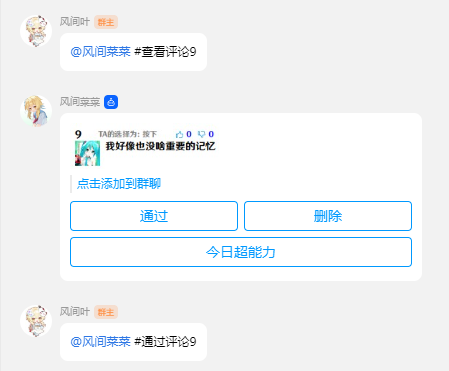 风间叶 群主
@风间菜菜 #查看评论9
风间菜菜
9 TA的选择为: 按下 0 0
我好像也没啥重要的记忆
点击添加到群聊
通过 删除
今日超能力
风间叶 群主
@风间菜菜 #通过评论9